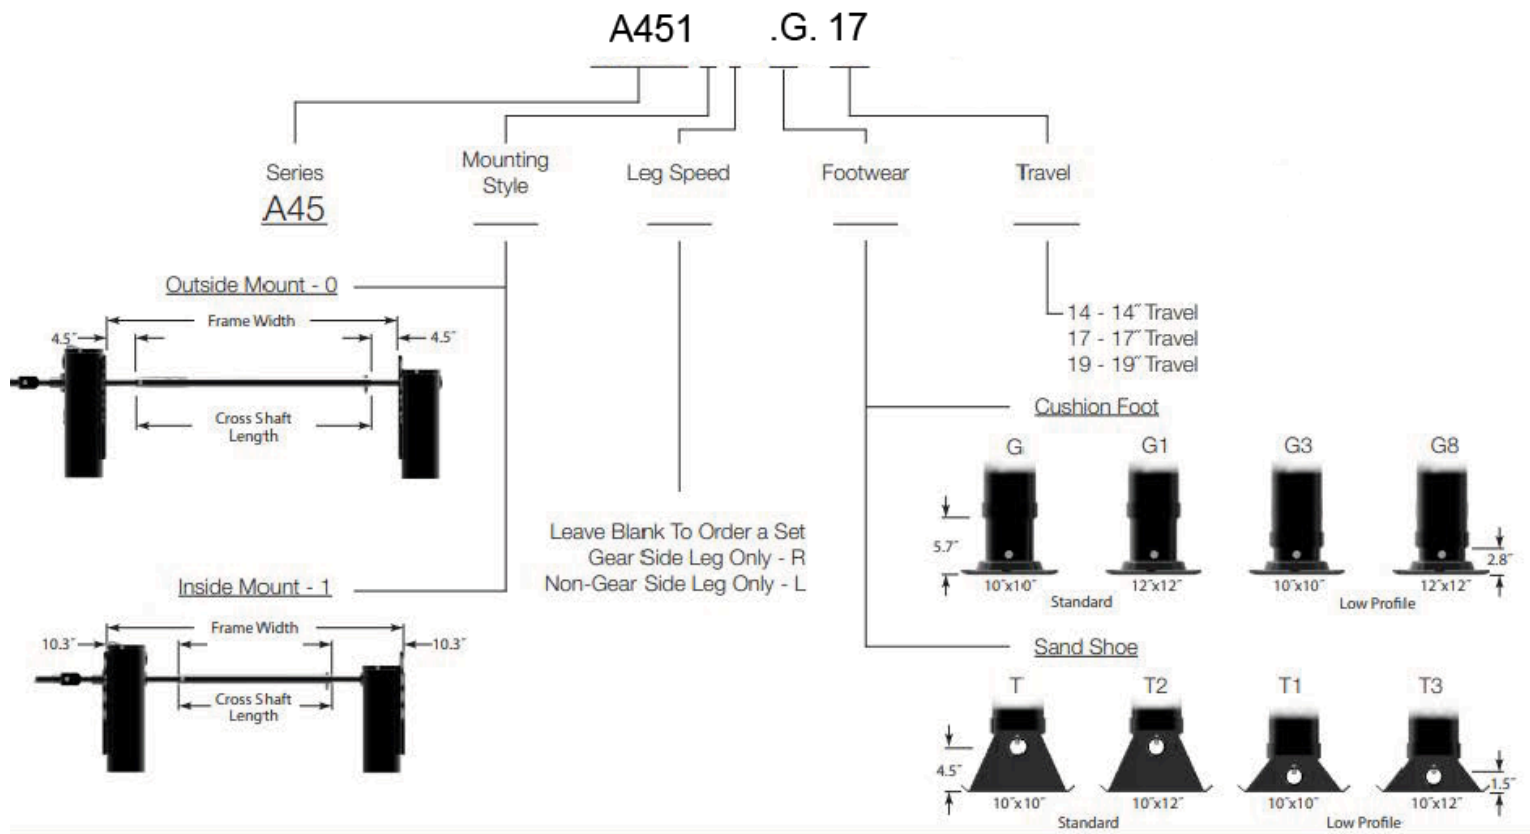 A451 .G. 17
Series
A45
Mounting
Style
Leg Speed
Footwear
Travel
Outside Mount - 0
Frame Width
4.5"
4.5"
Cross Shaft
Length
14 - 14" Travel
17 - 17" Travel
19 - 19" Travel
Cushion Foot
G G1 G3 G8
5.7"
2.8"
10"x10" 12"x12" 10"x10" 12"x12"
Standard Low Profile
Leave Blank To Order a Set
Gear Side Leg Only - R
Non-Gear Side Leg Only - L
Inside Mount - 1
Frame Width
10.3"
10.3"
Cross Shaft
Length
Sand Shoe
T T2 T1 T3
4.5"
1.5"
10"x10" 10"x12" 10"x10" 10"x12"
Standard Low Profile